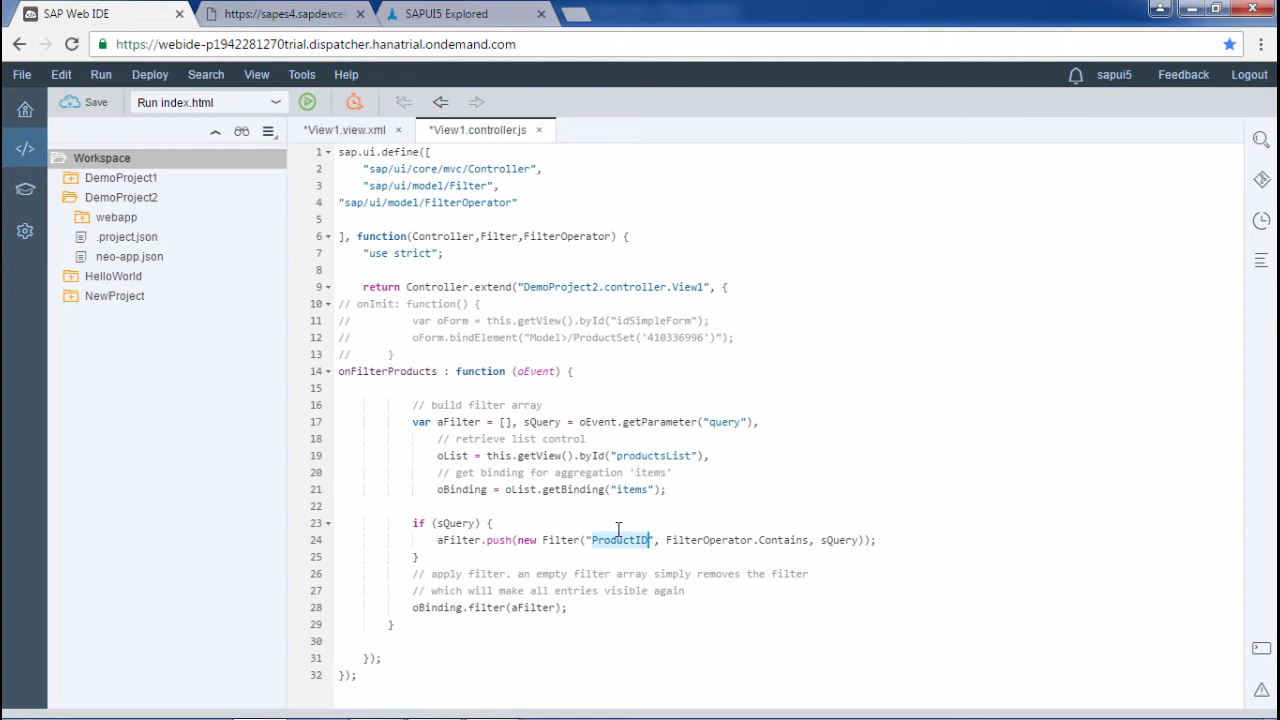 SAP Web IDE
https://sapes4.sapdevce
SAPUI5 Explored
https://webide-p1942281270trial.dispatcher.hanatrial.ondemand.com
File Edit Run Deploy Search View Tools Help
sapui5 Feedback Logout
Save Run index.html
*View1.view.xml × *View1.controller.js ×
Workspace
DemoProject1
DemoProject2
webapp
.project.json
neo-app.json
HelloWorld
NewProject
1 sap.ui.define([
2 "sap/ui/core/mvc/Controller",
3 "sap/ui/model/Filter",
4 "sap/ui/model/FilterOperator"
5
6 ], function(Controller,Filter,FilterOperator) {
7 "use strict";
8
9 return Controller.extend("DemoProject2.controller.View1", {
10 // onInit: function() {
11 // var oForm = this.getView().byId("idSimpleForm");
12 // oForm.bindElement("Model>/ProductSet('410336996')");
13 // }
14 onFilterProducts : function (oEvent) {
15
16 // build filter array
17 var aFilter = [], sQuery = oEvent.getParameter("query"),
18 // retrieve list control
19 oList = this.getView().byId("productsList"),
20 // get binding for aggregation 'items'
21 oBinding = oList.getBinding("items");
22
23 if (sQuery) {
24 aFilter.push(new Filter("ProductID", FilterOperator.Contains, sQuery));
25 }
26 // apply filter. an empty filter array simply removes the filter
27 // which will make all entries visible again
28 oBinding.filter(aFilter);
29 }
30
31 });
32 });